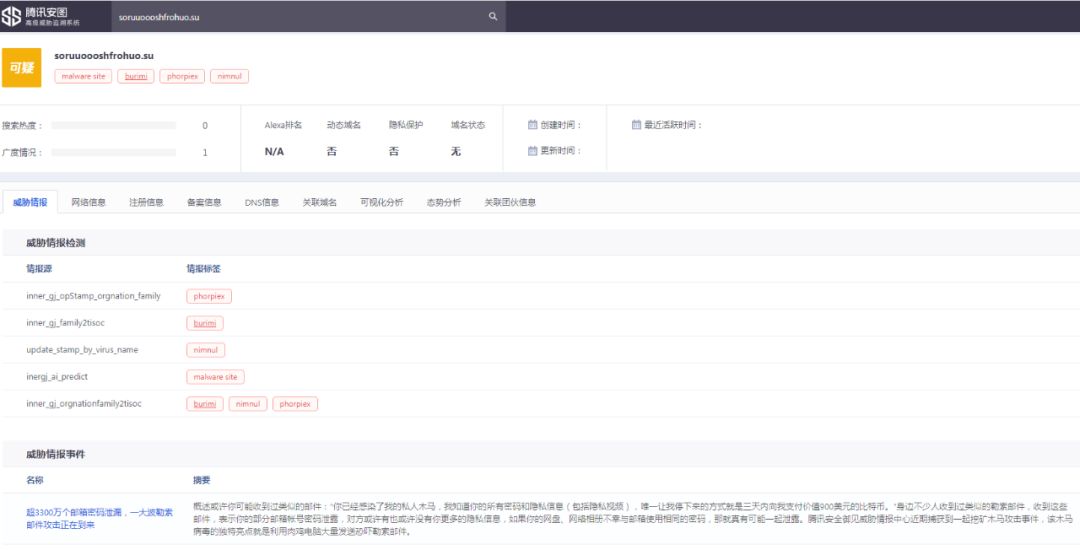 腾讯安图
高级威胁追溯系统
soruuoooshfrohuo.su
可疑
soruuoooshfrohuo.su
malware site burimi phorpiex nimnul
搜索热度： 0
广度情况： 1
Alexa排名 动态域名 隐私保护 域名状态
N/A 否 否 无
创建时间：
更新时间：
最近活跃时间：
威胁情报 网络信息 注册信息 备案信息 DNS信息 关联域名 可视化分析 态势分析 关联团伙信息
威胁情报检测
情报源 情报标签
inner_gj_opStamp_orgnation_family phorpiex
inner_gj_family2tisoc burimi
update_stamp_by_virus_name nimnul
inergj_ai_predict malware site
inner_gj_orgnationfamily2tisoc burimi nimnul phorpiex
威胁情报事件
名称 摘要
超3300万个邮箱密码泄漏，一大波勒索
邮件攻击正在到来
概述或许你可能收到过类似的邮件："你已经感染了我的私人木马，我知道你的所有密码和隐私信息（包括隐私视频），唯一让我停下来的方式就是三天内向我支付价值900美元的比特币。"身边不少人收到过类似的勒索邮件，收到这些
邮件，表示你的部分邮箱帐号密码泄露，对方或许有也或许没有你更多的隐私信息，如果你的网盘、网络相册不幸与邮箱使用相同的密码，那就真有可能一起泄露。腾讯安全御见威胁情报中心近期捕获到一起挖矿木马攻击事件，该木马
病毒的独特亮点就是利用肉鸡电脑大量发送恐吓勒索邮件。